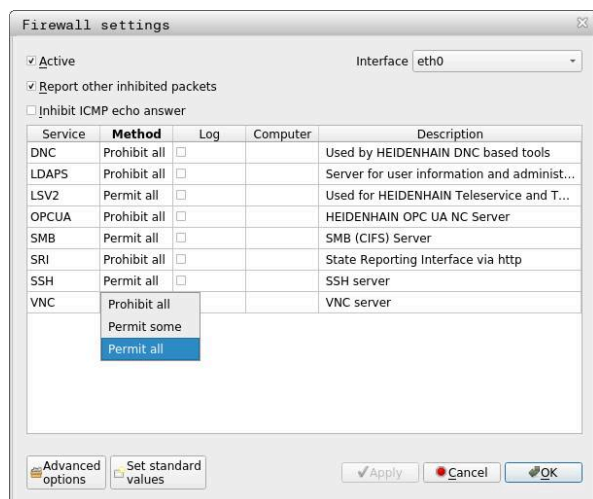 Firewall settings
Active
Interface eth0
Report other inhibited packets
Inhibit ICMP echo answer
Service Method Log Computer Description
DNC Prohibit all Used by HEIDENHAIN DNC based tools
LDAPS Prohibit all Server for user information and administ...
LSV2 Permit all Used for HEIDENHAIN Teleservice and T...
OPCUA Prohibit all HEIDENHAIN OPC UA NC Server
SMB Permit all SMB (CIFS) Server
SRI Prohibit all State Reporting Interface via http
SSH Permit all SSH server
VNC Prohibit all VNC server
Permit some
Permit all
Advanced options
Set standard values
Apply
Cancel
OK